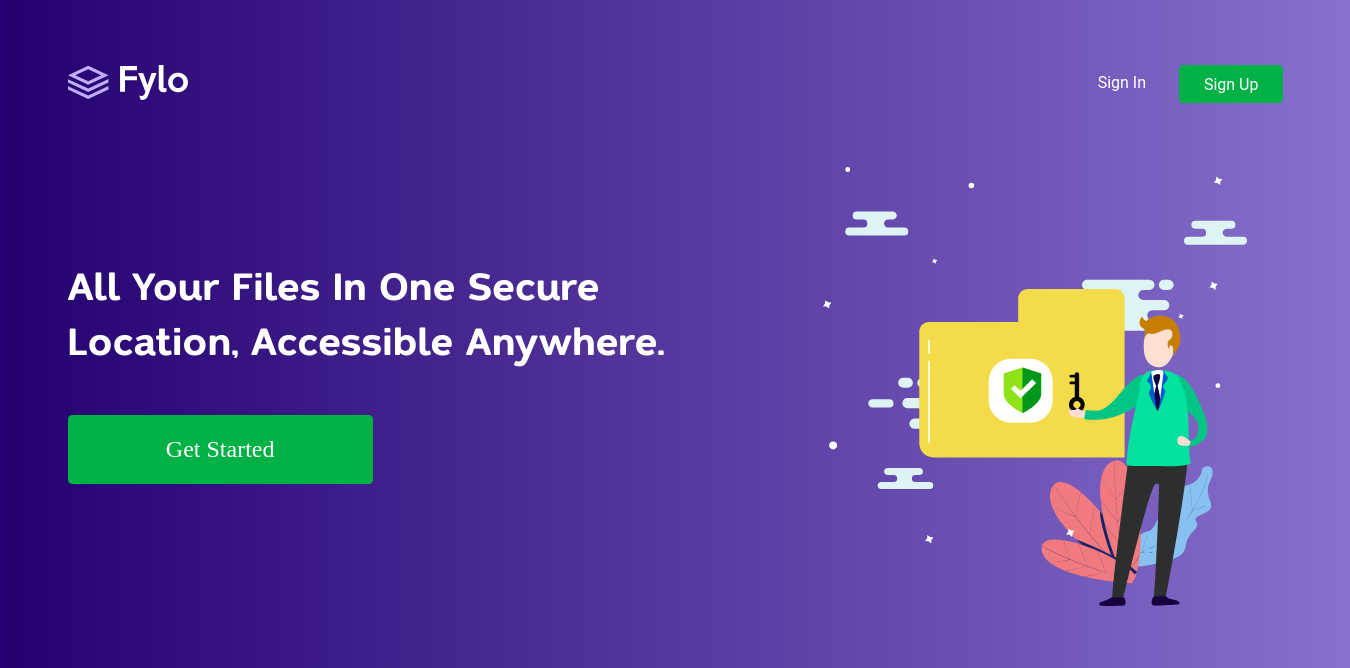 Fylo
Sign In
Sign Up
All Your Files In One Secure
Location, Accessible Anywhere.
Get Started